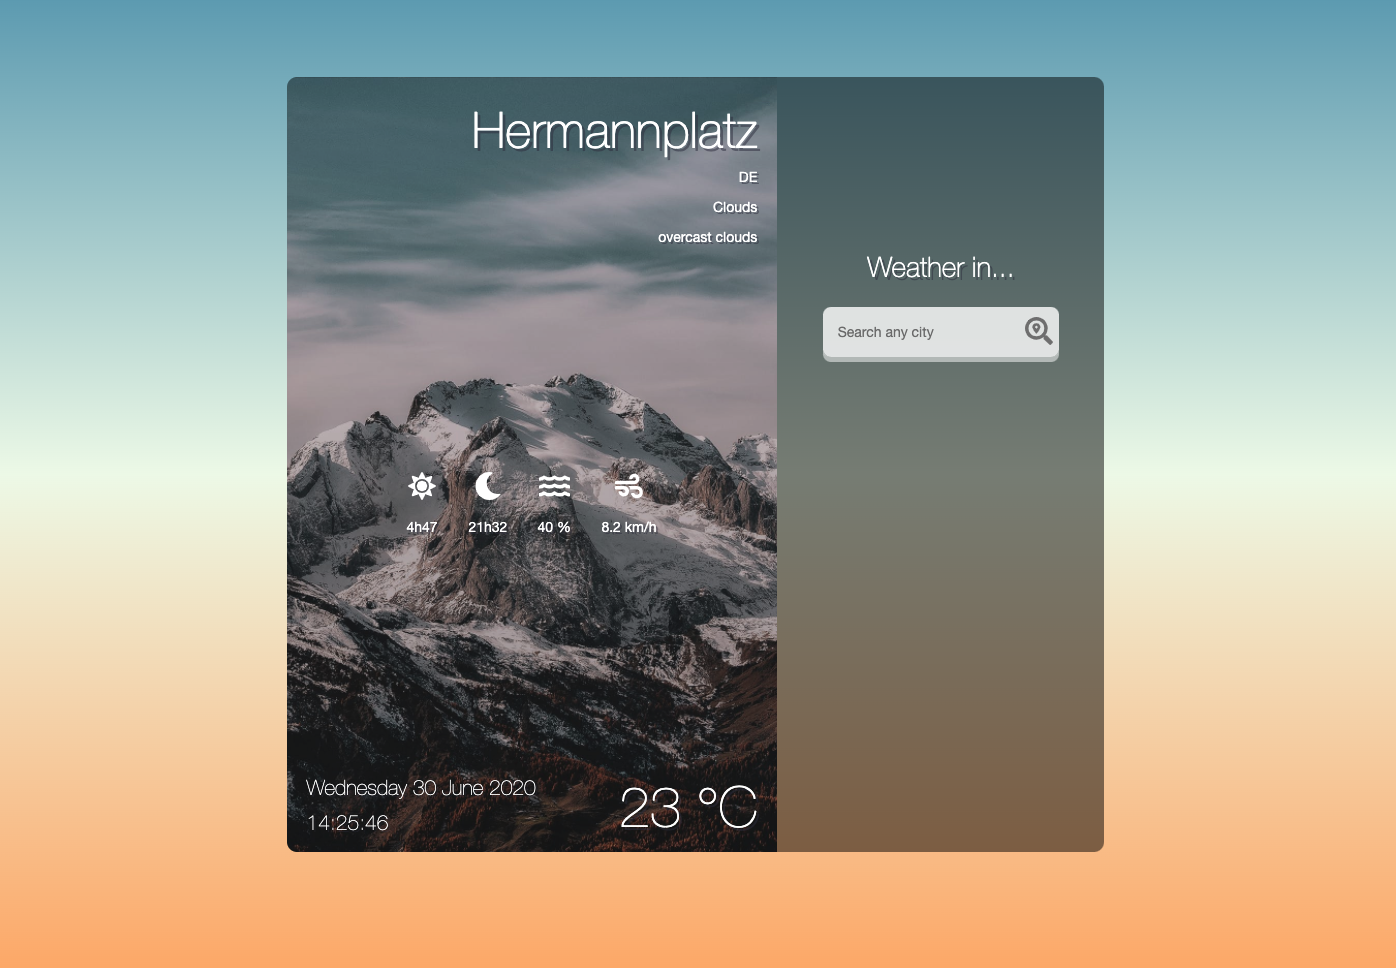 Hermannplatz
DE
Clouds
overcast clouds
Weather in...
Search any city
4h47 21h32 40 % 8.2 km/h
Wednesday 30 June 2020
14:25:46
23 °C